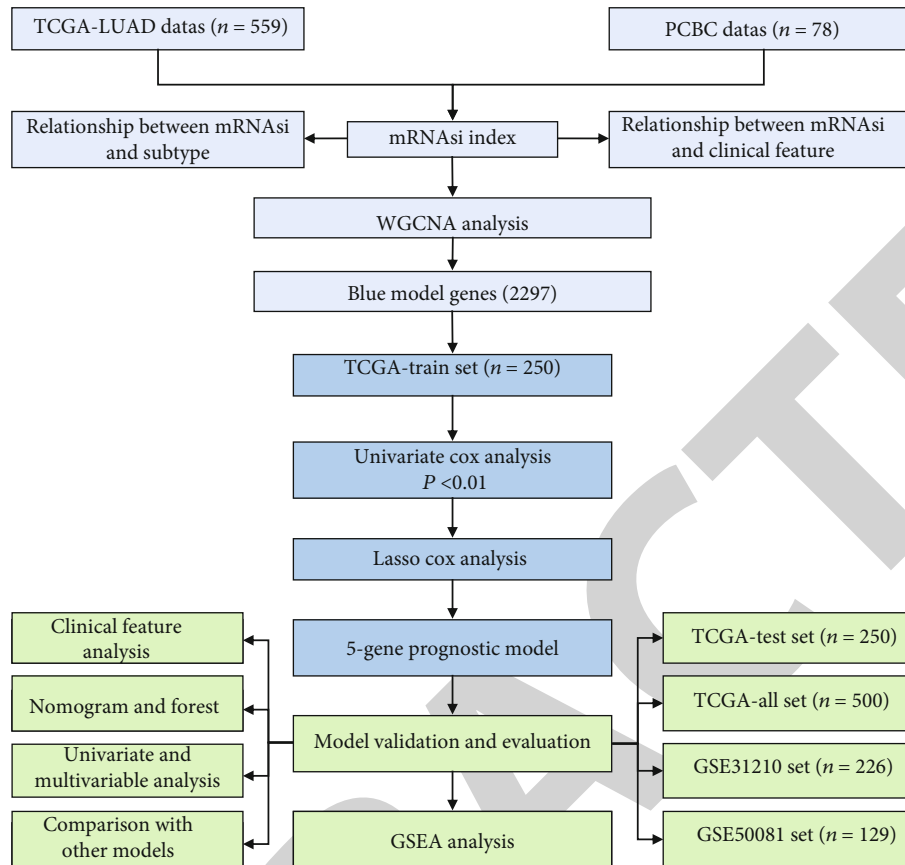 TCGA-LUAD datas (n = 559)
PCBC datas (n = 78)
Relationship between mRNAsi
and subtype
mRNAsi index
Relationship between mRNAsi
and clinical feature
WGCNA analysis
Blue model genes (2297)
TCGA-train set (n = 250)
Univariate cox analysis
P <0.01
Lasso cox analysis
5-gene prognostic model
Clinical feature
analysis
Nomogram and forest
Univariate and
multivariable analysis
Comparison with
other models
Model validation and evaluation
GSEA analysis
TCGA-test set (n = 250)
TCGA-all set (n = 500)
GSE31210 set (n = 226)
GSE50081 set (n = 129)